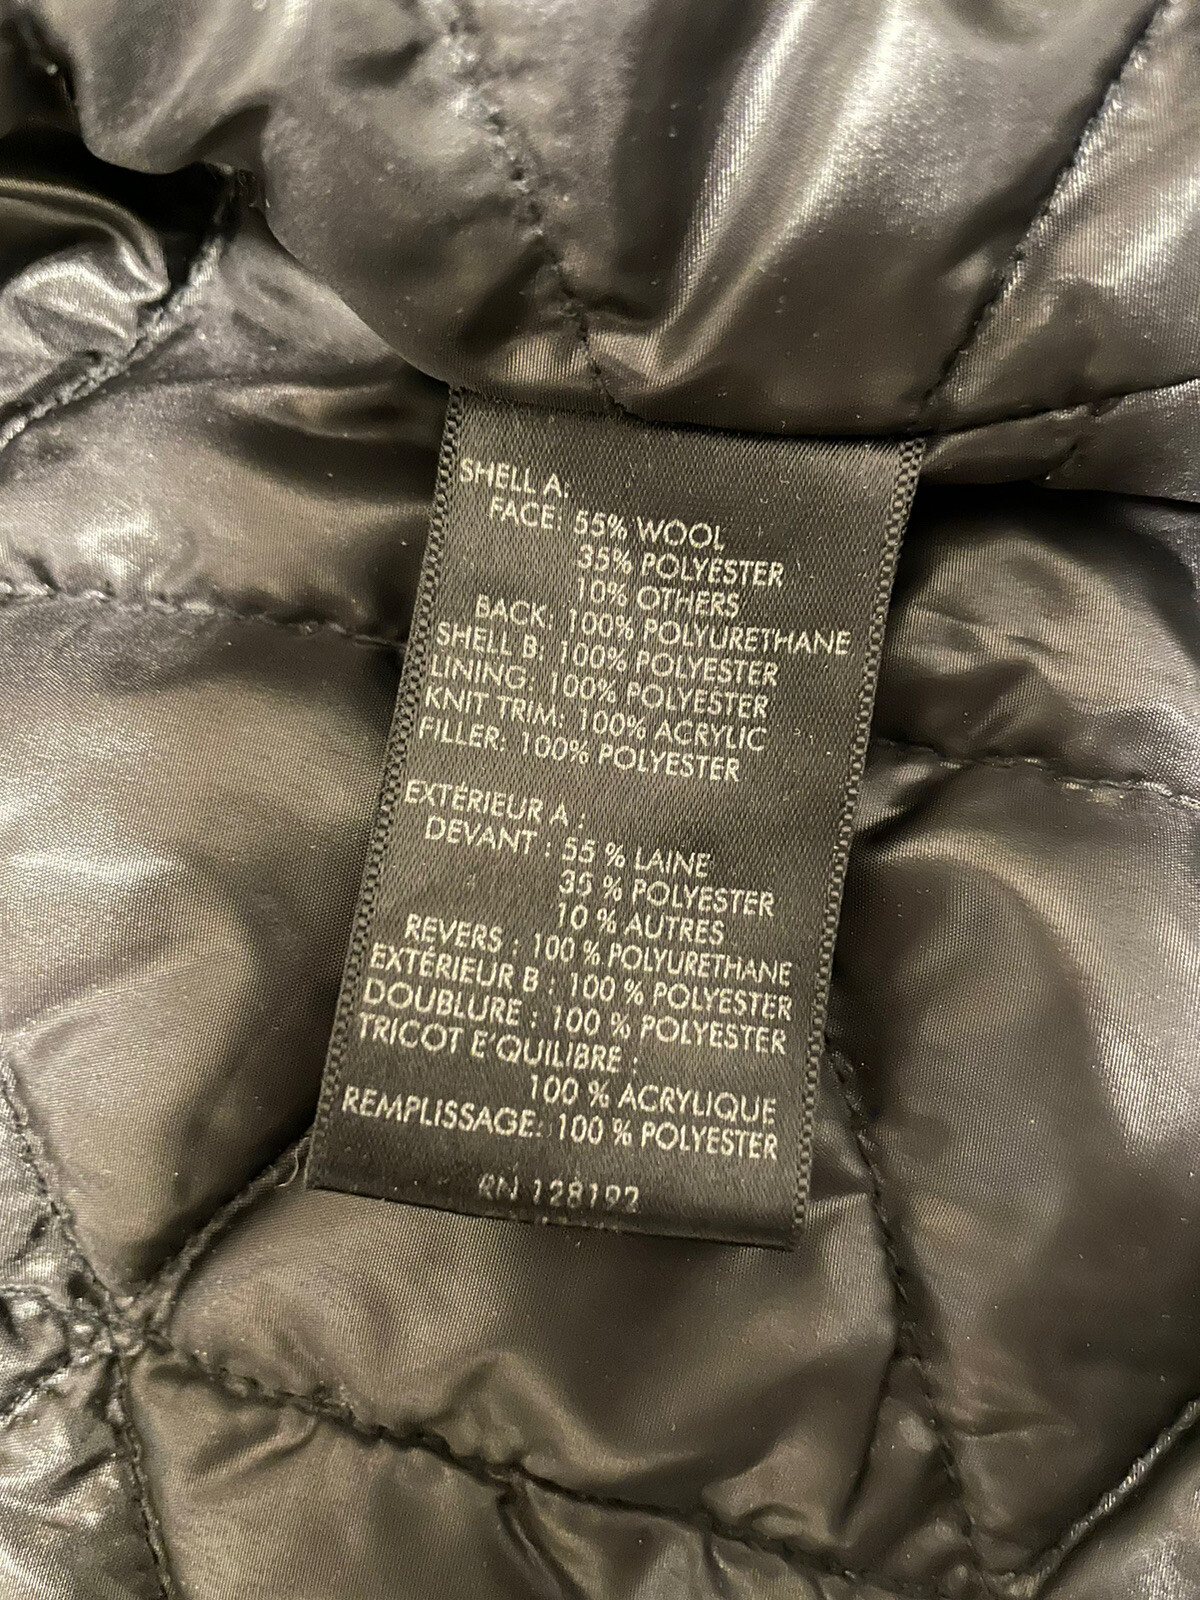 SHELL A:
FACE: 55% WOOL
35% POLYESTER
10% OTHERS
BACK: 100% POLYURETHANE
SHELL B: 100% POLYESTER
LINING: 100% POLYESTER
KNIT TRIM: 100% ACRYLIC
FILLER: 100% POLYESTER
EXTÉRIEUR A :
DEVANT : 55 % LAINE
35 % POLYESTER
10 % AUTRES
REVERS : 100 % POLYURETHANE
EXTÉRIEUR B : 100 % POLYESTER
DOUBLURE : 100 % POLYESTER
TRICOT E'QUILIBRE :
100 % ACRYLIQUE
REMPLISSAGE: 100 % POLYESTER
RN 128192